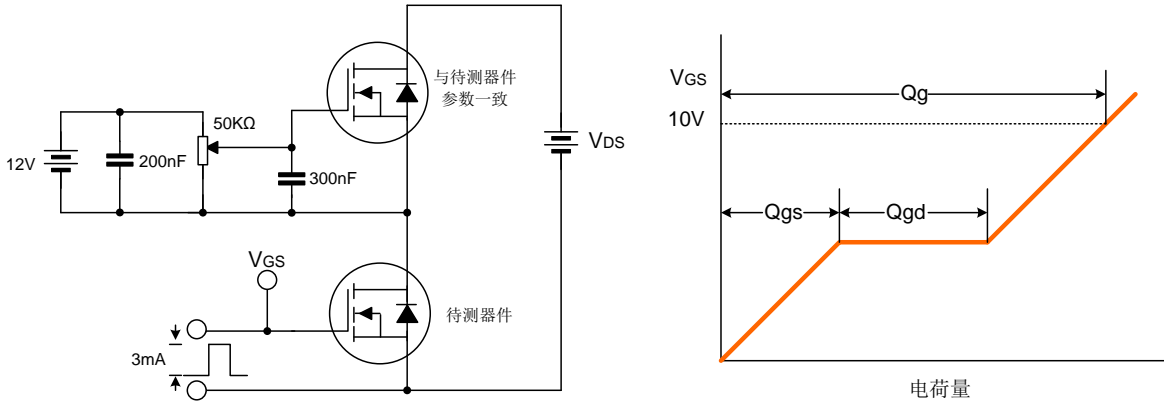 与待测器件
参数一致
50KΩ
12V
200nF
300nF
VDS
VGS
待测器件
3mA
VGS
Qg
10V
Qgs
Qgd
电荷量